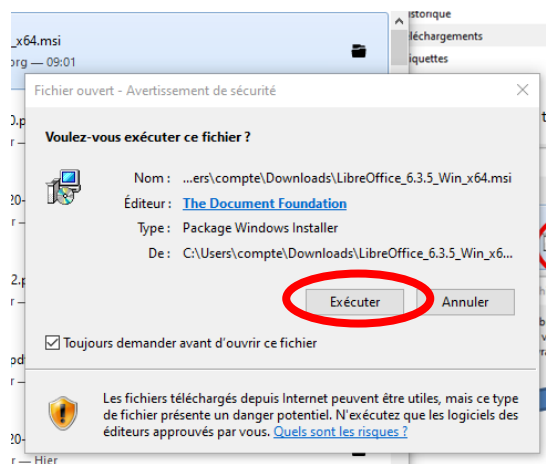 istorique
_x64.msi
éléchargements
org — 09:01
iquettes
Fichier ouvert - Avertissement de sécurité
Voulez-vous exécuter ce fichier ?
Nom : ...ers\compte\Downloads\LibreOffice_6.3.5_Win_x64.msi
Éditeur : The Document Foundation
Type : Package Windows Installer
De : C:\Users\compte\Downloads\LibreOffice_6.3.5_Win_x6...
Exécuter Annuler
Toujours demander avant d'ouvrir ce fichier
Les fichiers téléchargés depuis Internet peuvent être utiles, mais ce type
de fichier présente un danger potentiel. N'exécutez que les logiciels des
éditeurs approuvés par vous. Quels sont les risques ?
r — Hier